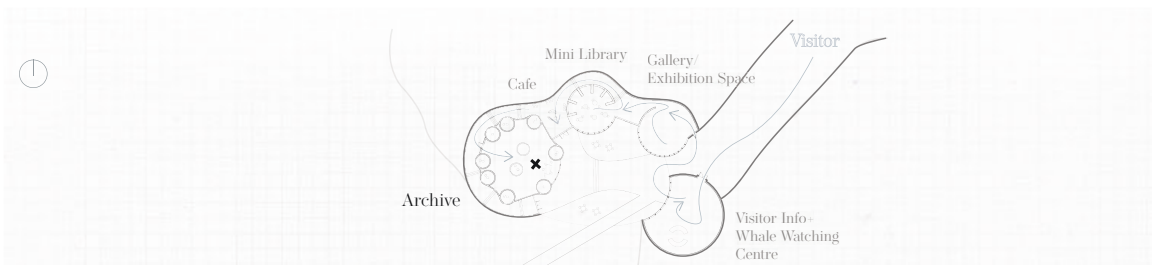 Visitor
Mini Library
Gallery/
Exhibition Space
Cafe
Archive
Visitor Info+
Whale Watching
Centre